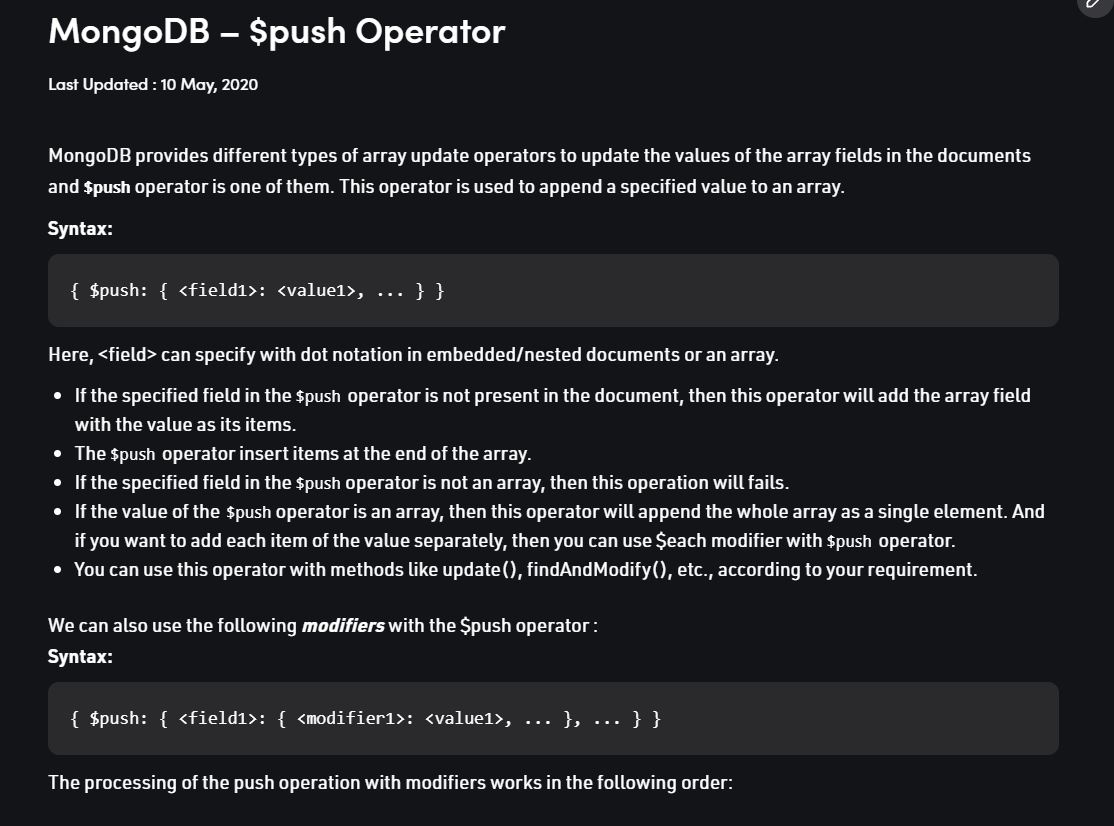 MongoDB – $push Operator
Last Updated : 10 May, 2020
MongoDB provides different types of array update operators to update the values of the array fields in the documents
and $push operator is one of them. This operator is used to append a specified value to an array.
Syntax:
{ $push: { <field1>: <value1>, ... } }
Here, <field> can specify with dot notation in embedded/nested documents or an array.
• If the specified field in the $push operator is not present in the document, then this operator will add the array field
with the value as its items.
• The $push operator insert items at the end of the array.
• If the specified field in the $push operator is not an array, then this operation will fails.
• If the value of the $push operator is an array, then this operator will append the whole array as a single element. And
if you want to add each item of the value separately, then you can use $each modifier with $push operator.
• You can use this operator with methods like update(), findAndModify(), etc., according to your requirement.
We can also use the following modifiers with the $push operator :
Syntax:
{ $push: { <field1>: { <modifier1>: <value1>, ... }, ... } }
The processing of the push operation with modifiers works in the following order: